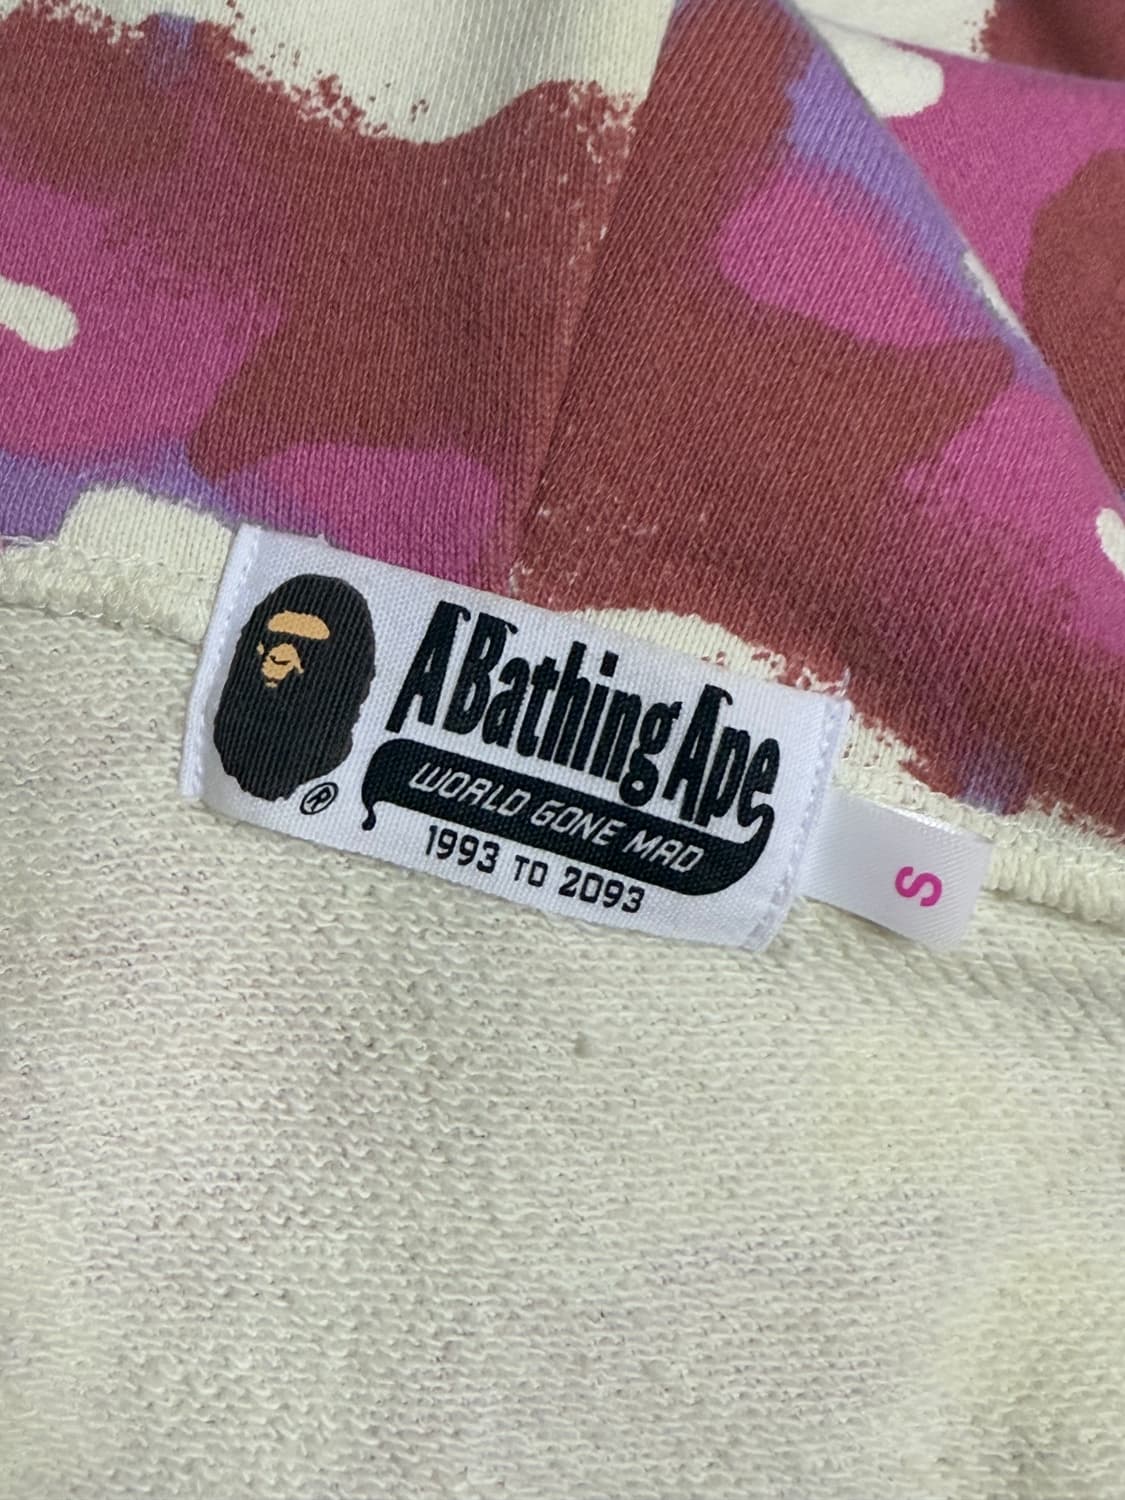 A Bathing Ape
®
WORLD GONE MAD
1993 TO 2093
S